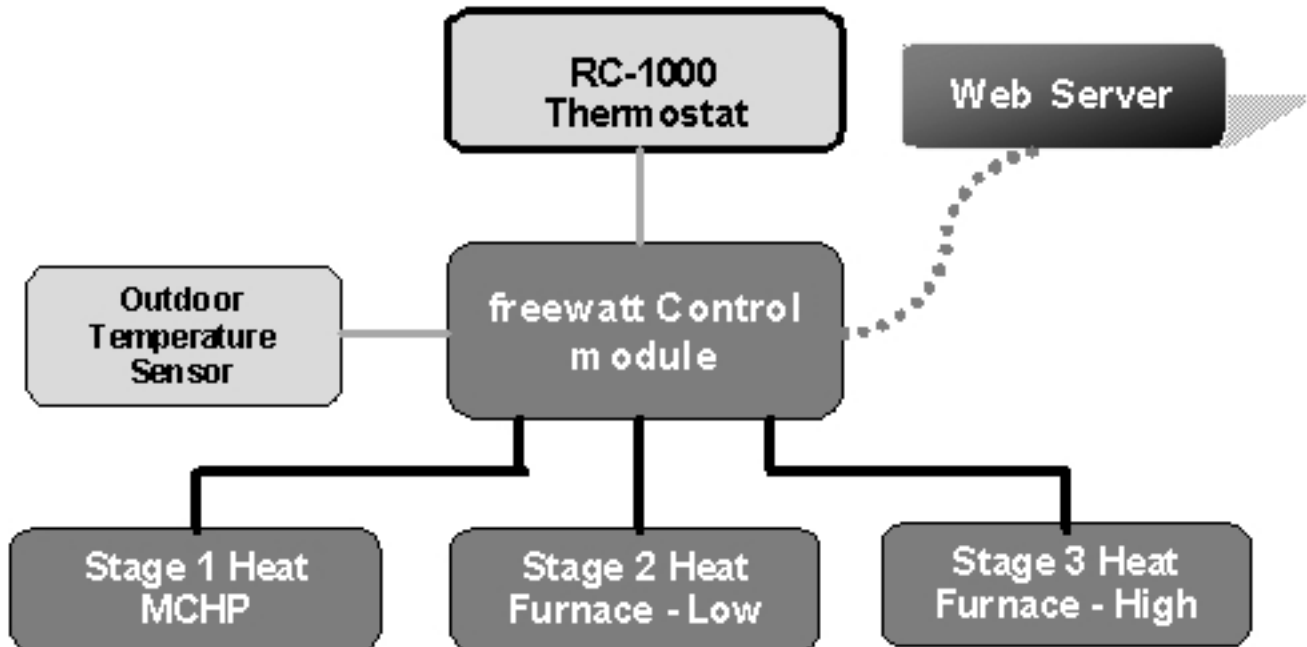 RC-1000
Thermostat
Web Server
Outdoor
Temperature
Sensor
freewatt Control
module
Stage 1 Heat
MCHP
Stage 2 Heat
Furnace - Low
Stage 3 Heat
Furnace - High